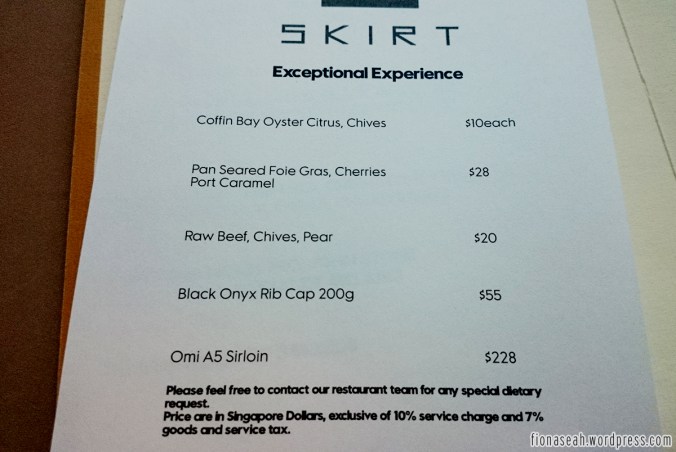 SKIRT
Exceptional Experience
Coffin Bay Oyster Citrus, Chives $10each
Pan Seared Foie Gras, Cherries $28
Port Caramel
Raw Beef, Chives, Pear $20
Black Onyx Rib Cap 200g $55
Omi A5 Sirloin $228
Please feel free to contact our restaurant team for any special dietary
request.
Price are in Singapore Dollars, exclusive of 10% service charge and 7%
goods and service tax.
fionaseah.wordpress.com